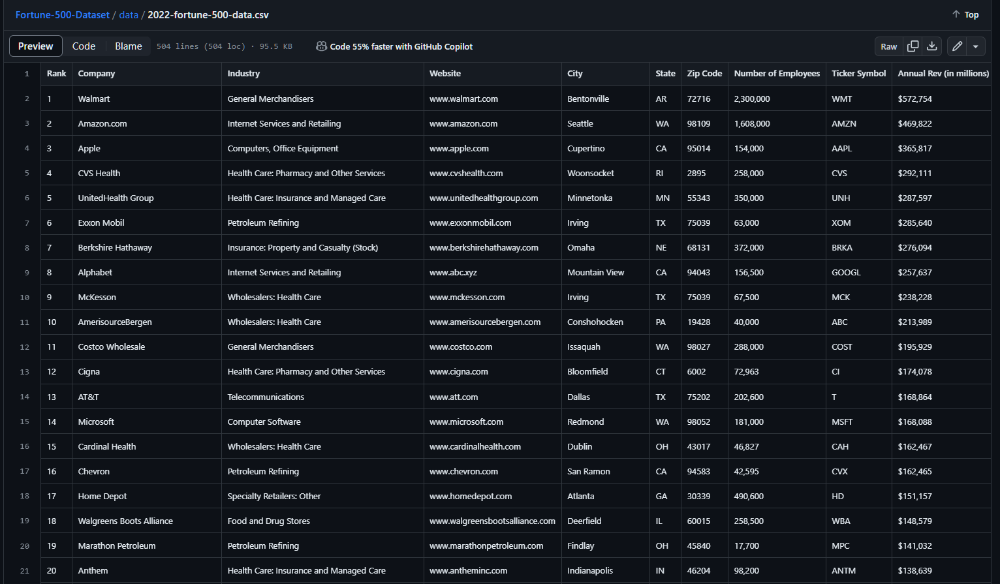 Fortune-500-Dataset / data / 2022-fortune-500-data.csv Top
Preview Code Blame 504 lines (504 loc) · 95.5 KB Code 55% faster with GitHub Copilot Raw
1 Rank Company Industry Website City State Zip Code Number of Employees Ticker Symbol Annual Rev (in millions)
2 1 Walmart General Merchandisers www.walmart.com Bentonville AR 72716 2,300,000 WMT $572,754
3 2 Amazon.com Internet Services and Retailing www.amazon.com Seattle WA 98109 1,608,000 AMZN $469,822
4 3 Apple Computers, Office Equipment www.apple.com Cupertino CA 95014 154,000 AAPL $365,817
5 4 CVS Health Health Care: Pharmacy and Other Services www.cvshealth.com Woonsocket RI 2895 258,000 CVS $292,111
6 5 UnitedHealth Group Health Care: Insurance and Managed Care www.unitedhealthgroup.com Minnetonka MN 55343 350,000 UNH $287,597
7 6 Exxon Mobil Petroleum Refining www.exxonmobil.com Irving TX 75039 63,000 XOM $285,640
8 7 Berkshire Hathaway Insurance: Property and Casualty (Stock) www.berkshirehathaway.com Omaha NE 68131 372,000 BRKA $276,094
9 8 Alphabet Internet Services and Retailing www.abc.xyz Mountain View CA 94043 156,500 GOOGL $257,637
10 9 McKesson Wholesalers: Health Care www.mckesson.com Irving TX 75039 67,500 MCK $238,228
11 10 AmerisourceBergen Wholesalers: Health Care www.amerisourcebergen.com Conshohocken PA 19428 40,000 ABC $213,989
12 11 Costco Wholesale General Merchandisers www.costco.com Issaquah WA 98027 288,000 COST $195,929
13 12 Cigna Health Care: Pharmacy and Other Services www.cigna.com Bloomfield CT 6002 72,963 CI $174,078
14 13 AT&T Telecommunications www.att.com Dallas TX 75202 202,600 T $168,864
15 14 Microsoft Computer Software www.microsoft.com Redmond WA 98052 181,000 MSFT $168,088
16 15 Cardinal Health Wholesalers: Health Care www.cardinalhealth.com Dublin OH 43017 46,827 CAH $162,467
17 16 Chevron Petroleum Refining www.chevron.com San Ramon CA 94583 42,595 CVX $162,465
18 17 Home Depot Specialty Retailers: Other www.homedepot.com Atlanta GA 30339 490,600 HD $151,157
19 18 Walgreens Boots Alliance Food and Drug Stores www.walgreensbootsalliance.com Deerfield IL 60015 258,500 WBA $148,579
20 19 Marathon Petroleum Petroleum Refining www.marathonpetroleum.com Findlay OH 45840 17,700 MPC $141,032
21 20 Anthem Health Care: Insurance and Managed Care www.antheminc.com Indianapolis IN 46204 98,200 ANTM $138,639